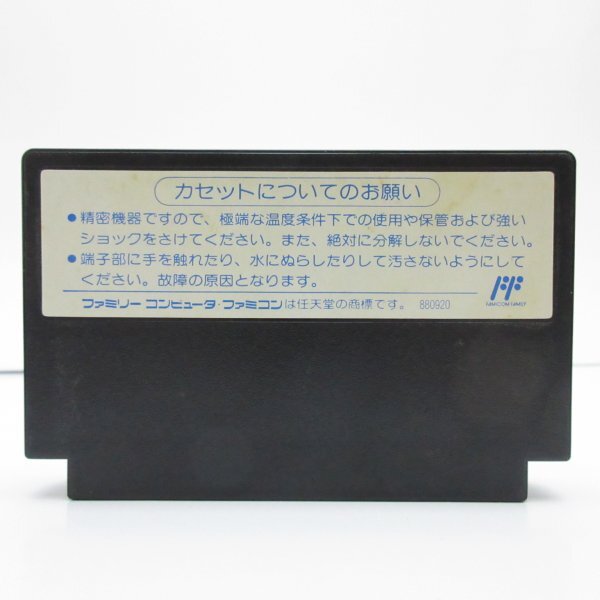 カセットについてのお願い
●精密機器ですので、極端な温度条件下での使用や保管および強い
ショックをさけてください。また、絶対に分解しないでください。
●端子部に手を触れたり、水にぬらしたりして汚さないようにして
ください。故障の原因となります。
ファミリー コンピュータ・ファミコンは任天堂の商標です。 880920
FAMICOM FAMILY